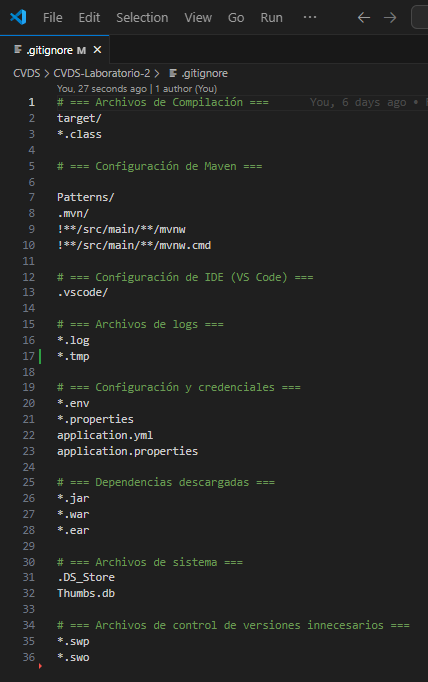 File Edit Selection View Go Run ...
.gitignore M
CVDS > CVDS-Laboratorio-2 > .gitignore
You, 27 seconds ago | 1 author (You)
1 # === Archivos de Compilación === You, 6 days ago •
2 target/
3 *.class
4
5 # === Configuración de Maven ===
6
7 Patterns/
8 .mvn/
9 !**/src/main/**/mvnw
10 !**/src/main/**/mvnw.cmd
11
12 # === Configuración de IDE (VS Code) ===
13 .vscode/
14
15 # === Archivos de logs ===
16 *.log
17 *.tmp
18
19 # === Configuración y credenciales ===
20 *.env
21 *.properties
22 application.yml
23 application.properties
24
25 # === Dependencias descargadas ===
26 *.jar
27 *.war
28 *.ear
29
30 # === Archivos de sistema ===
31 .DS_Store
32 Thumbs.db
33
34 # === Archivos de control de versiones innecesarios ===
35 *.swp
36 *.swo